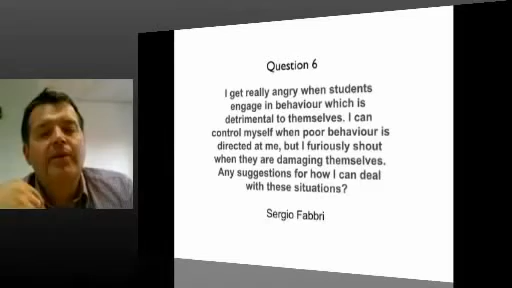 Question 6
I get really angry when students
engage in behaviour which is
detrimental to themselves. I can
control myself when poor behaviour is
directed at me, but I furiously shout
when they are damaging themselves.
Any suggestions for how I can deal
with these situations?
Sergio Fabbri